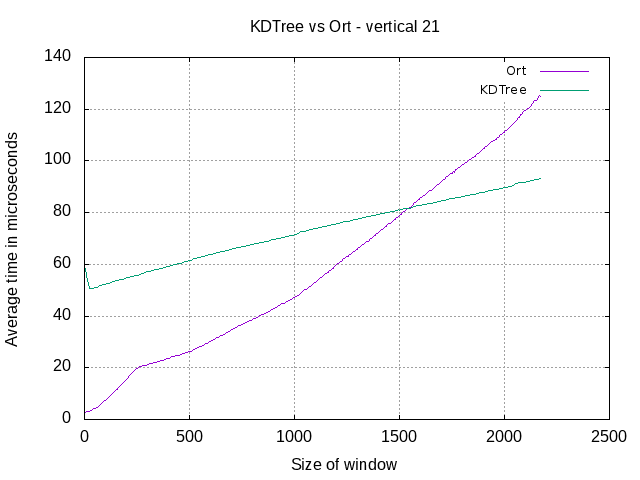 KDTree vs Ort - vertical 21
Ort
KDTree
140
120
100
80
60
40
20
0
Average time in microseconds
0 500 1000 1500 2000 2500
Size of window